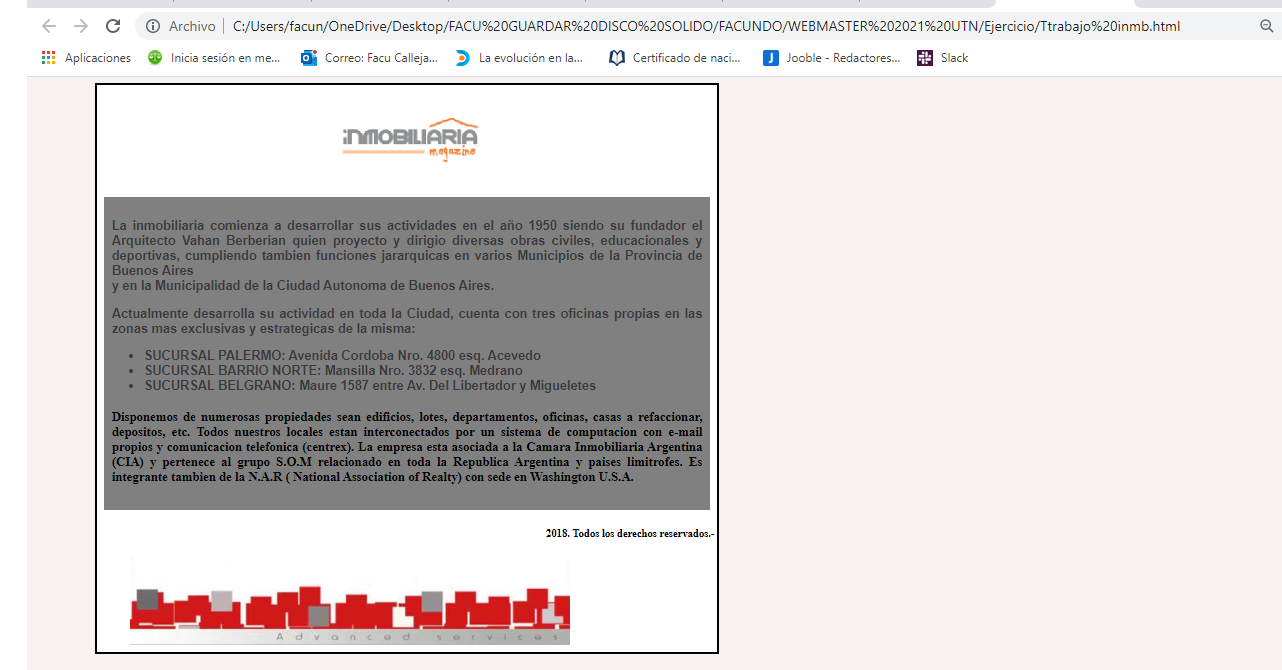 Archivo C:/Users/facun/OneDrive/Desktop/FACU%20GUARDAR%20DISCO%20SOLIDO/FACUNDO/WEBMASTER%202021%20UTN/Ejercicio/Ttrabajo%20inmb.html
Aplicaciones Inicia sesión en me... Correo: Facu Calleja... La evolución en la... Certificado de naci... Jooble - Redactores... Slack
iNMOBILIARIA
magazine
La inmobiliaria comienza a desarrollar sus actividades en el año 1950 siendo su fundador el
Arquitecto Vahan Berberian quien proyecto y dirigio diversas obras civiles, educacionales y
deportivas, cumpliendo tambien funciones jararquicas en varios Municipios de la Provincia de
Buenos Aires
y en la Municipalidad de la Ciudad Autonoma de Buenos Aires.
Actualmente desarrolla su actividad en toda la Ciudad, cuenta con tres oficinas propias en las
zonas mas exclusivas y estrategicas de la misma:
• SUCURSAL PALERMO: Avenida Cordoba Nro. 4800 esq. Acevedo
• SUCURSAL BARRIO NORTE: Mansilla Nro. 3832 esq. Medrano
• SUCURSAL BELGRANO: Maure 1587 entre Av. Del Libertador y Migueletes
Disponemos de numerosas propiedades sean edificios, lotes, departamentos, oficinas, casas a refaccionar,
depositos, etc. Todos nuestros locales estan interconectados por un sistema de computacion con e-mail
propios y comunicacion telefonica (centrex). La empresa esta asociada a la Camara Inmobiliaria Argentina
(CIA) y pertenece al grupo S.O.M relacionado en toda la Republica Argentina y paises limitrofes. Es
integrante tambien de la N.A.R ( National Association of Realty) con sede en Washington U.S.A.
2018. Todos los derechos reservados.-
Advanced services